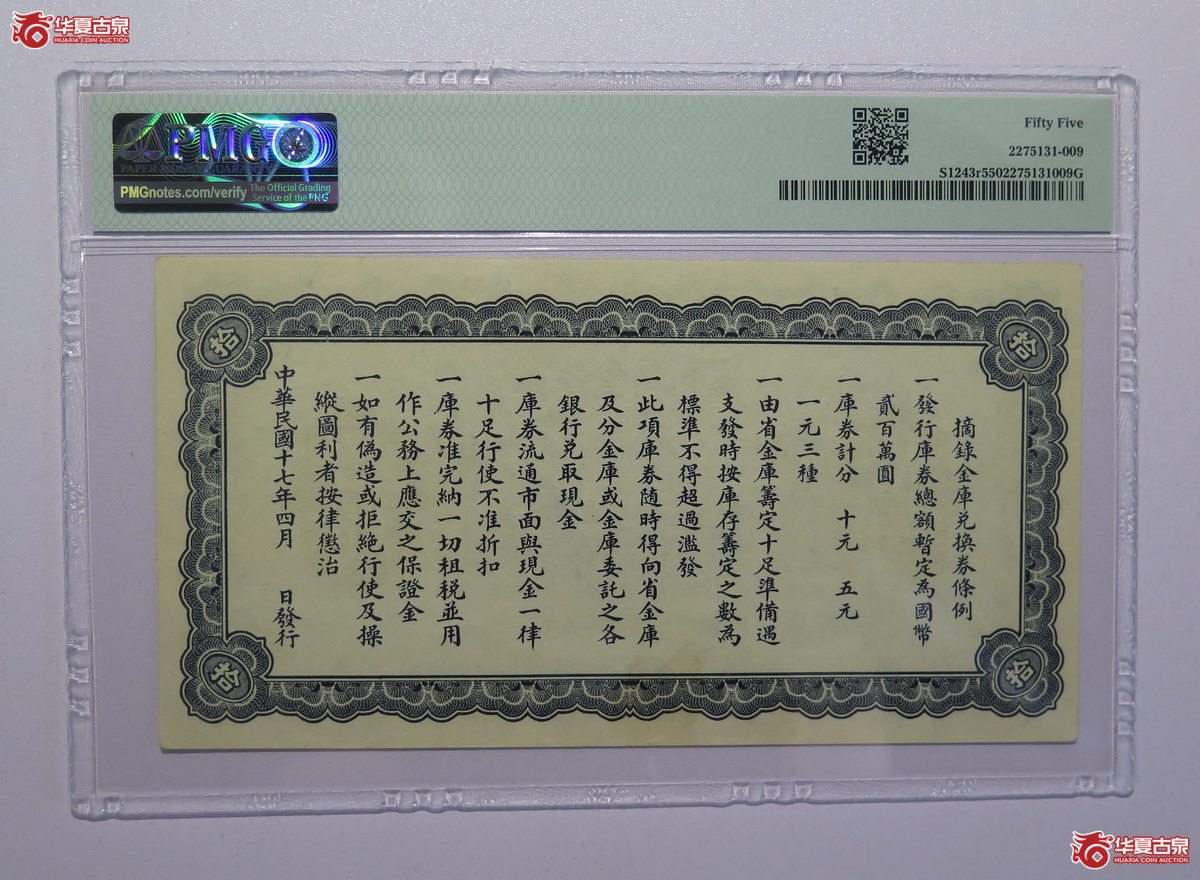 华夏古泉
HUAXIA COIN AUCTION
PMG
PAPER MONEY GUARANTY
PMGnotes.com/verify
The Official Grading
Service of the PNG
Fifty Five
2275131-009
S1243r5502275131009G
拾
拾
摘錄金庫兑換券條例
一發行庫券總額暫定為國幣
貳百萬圓
一庫券計分 十元 五元
一元三種
一由省金庫籌定十足準備遇
支發時按庫存籌定之數為
標準不得超過濫發
一此項庫券随時得向省金庫
及分金庫或金庫委託之各
銀行兑取現金
一庫券流通市面與現金一律
十足行使不准折扣
一庫券准完納一切租税並用
作公務上應交之保證金
一如有偽造或拒絶行使及操
縱圖利者按律懲治
中華民國十七年四月 日發行
拾
拾
华夏古泉
HUAXIA COIN AUCTION